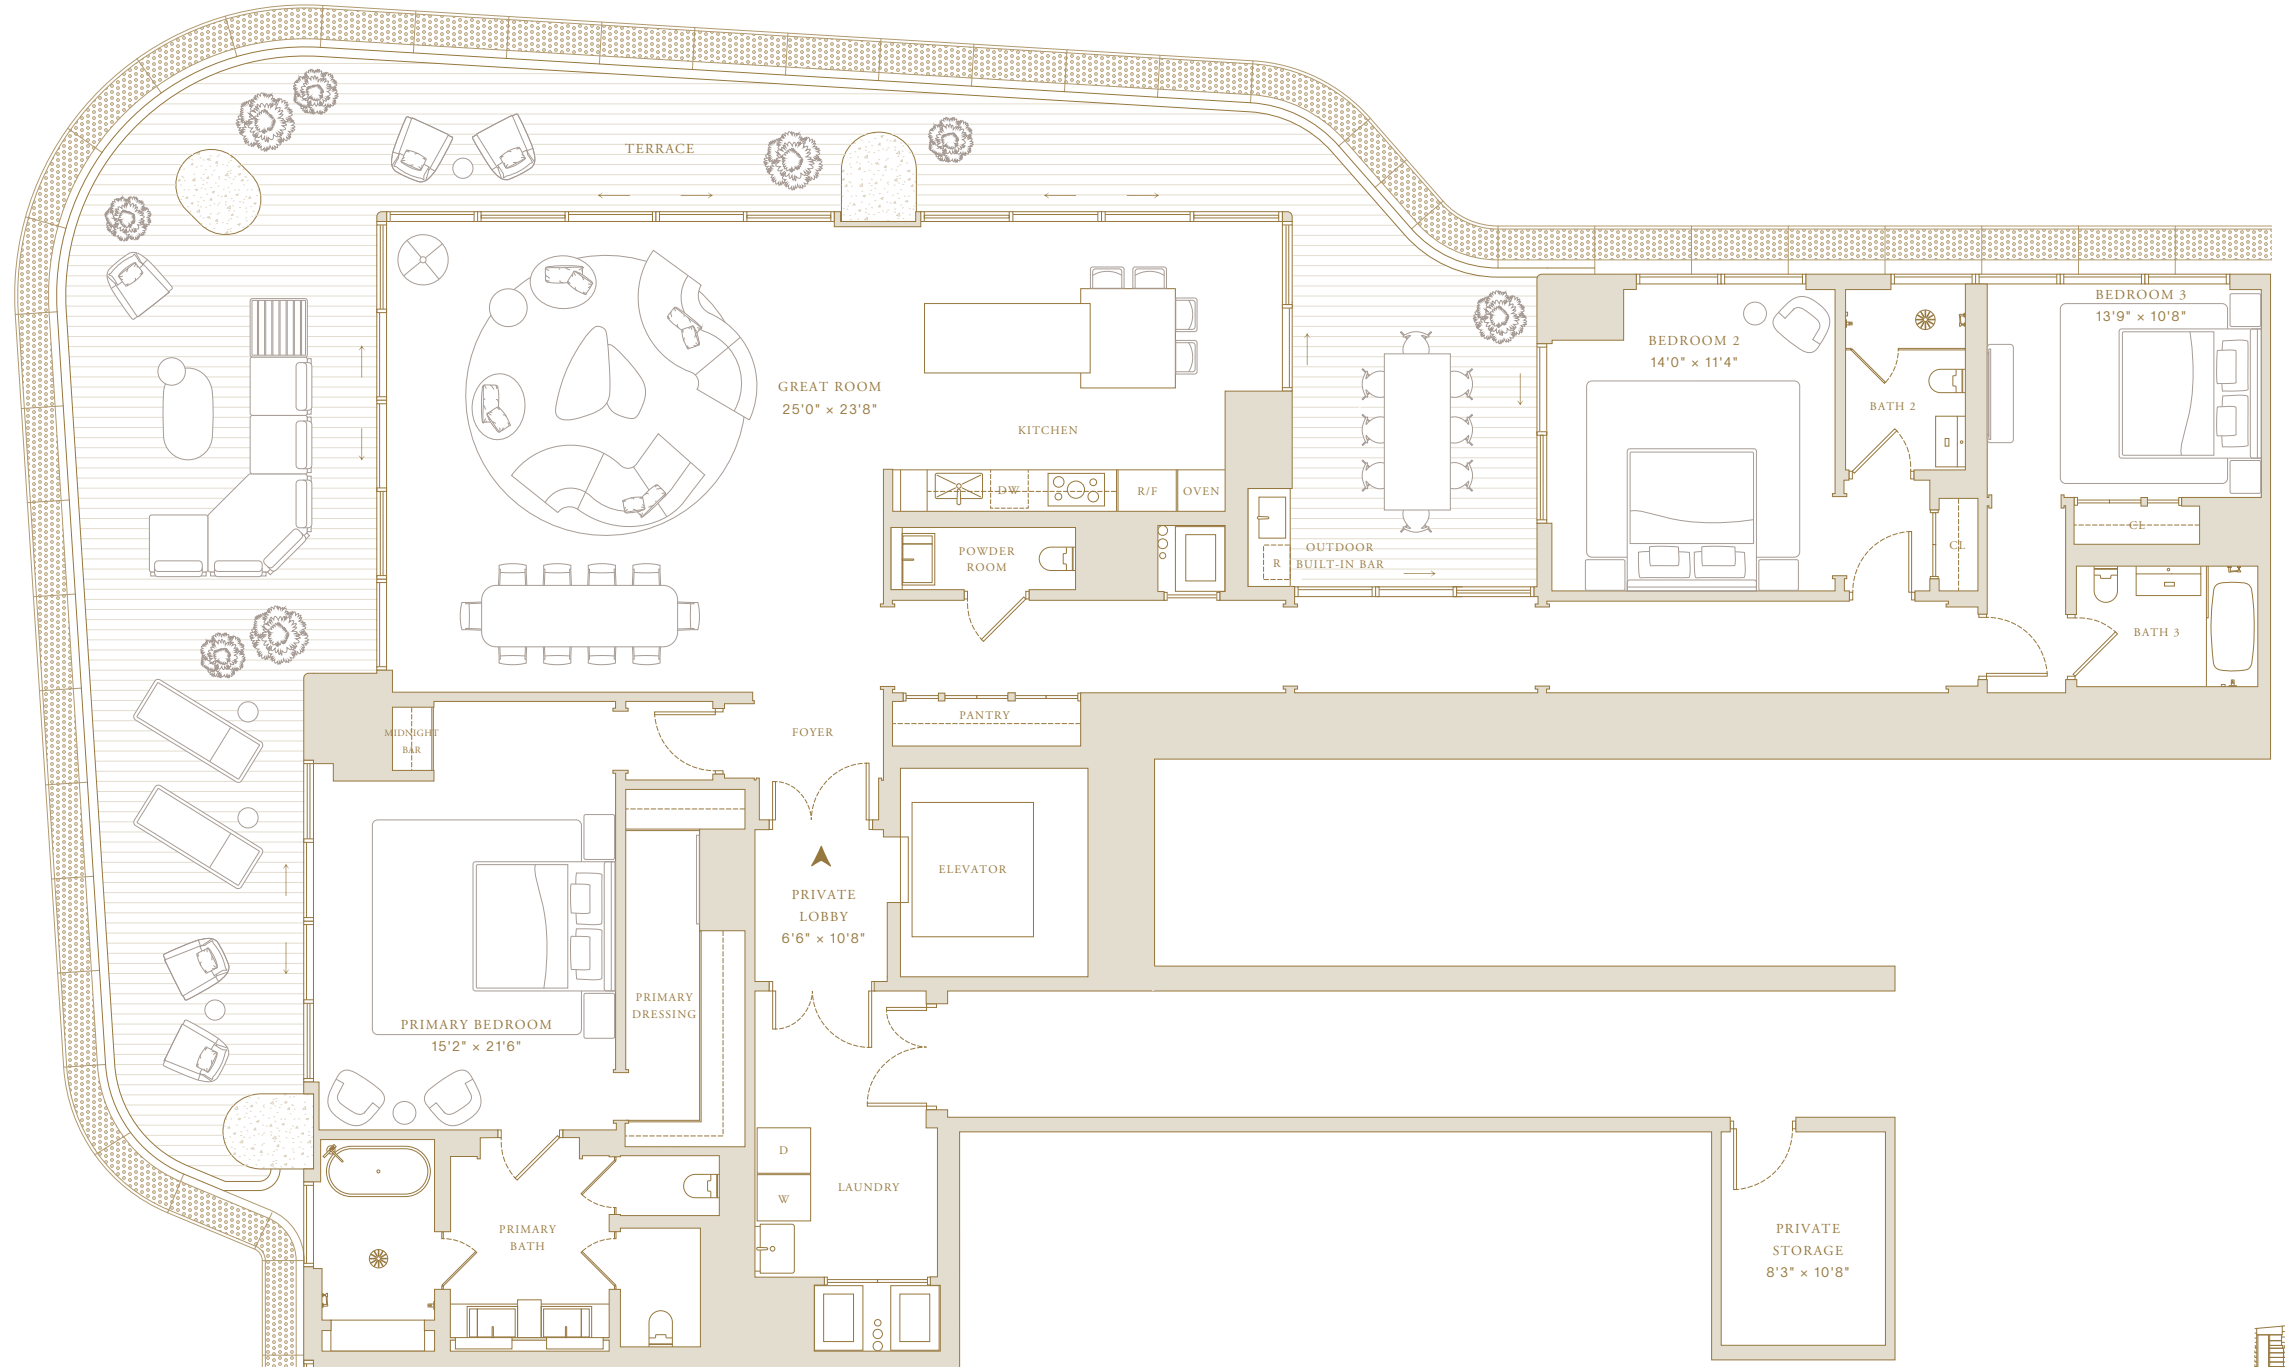 TERRACE
BEDROOM 3
13'9" × 10'8"
BEDROOM 2
14'0" × 11'4"
GREAT ROOM
25'0" × 23'8"
BATH 2
KITCHEN
DW
R/F
OVEN
CL
CL
POWDER
ROOM
OUTDOOR
BUILT-IN BAR
R
BATH 3
PANTRY
FOYER
MIDNIGHT
BAR
ELEVATOR
PRIVATE
LOBBY
6'6" × 10'8"
PRIMARY
DRESSING
PRIMARY BEDROOM
15'2" × 21'6"
D
W
LAUNDRY
PRIMARY
BATH
PRIVATE
STORAGE
8'3" × 10'8"